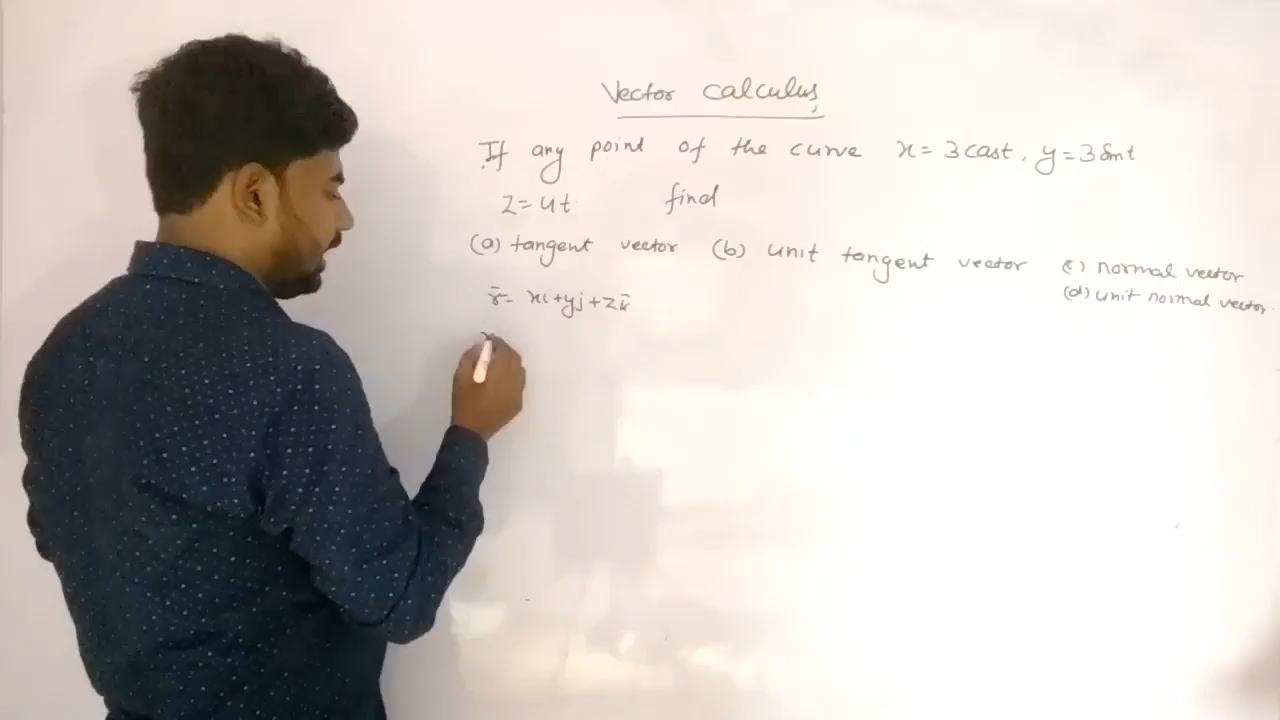 Vector calculus,
If any point of the curve x = 3 cost, y = 3 Sint
z = 4t find
(a) tangent vector (b) unit tangent vector (c) normal vector
(d) unit normal vector.
r̄ = xi + yj + zk̄